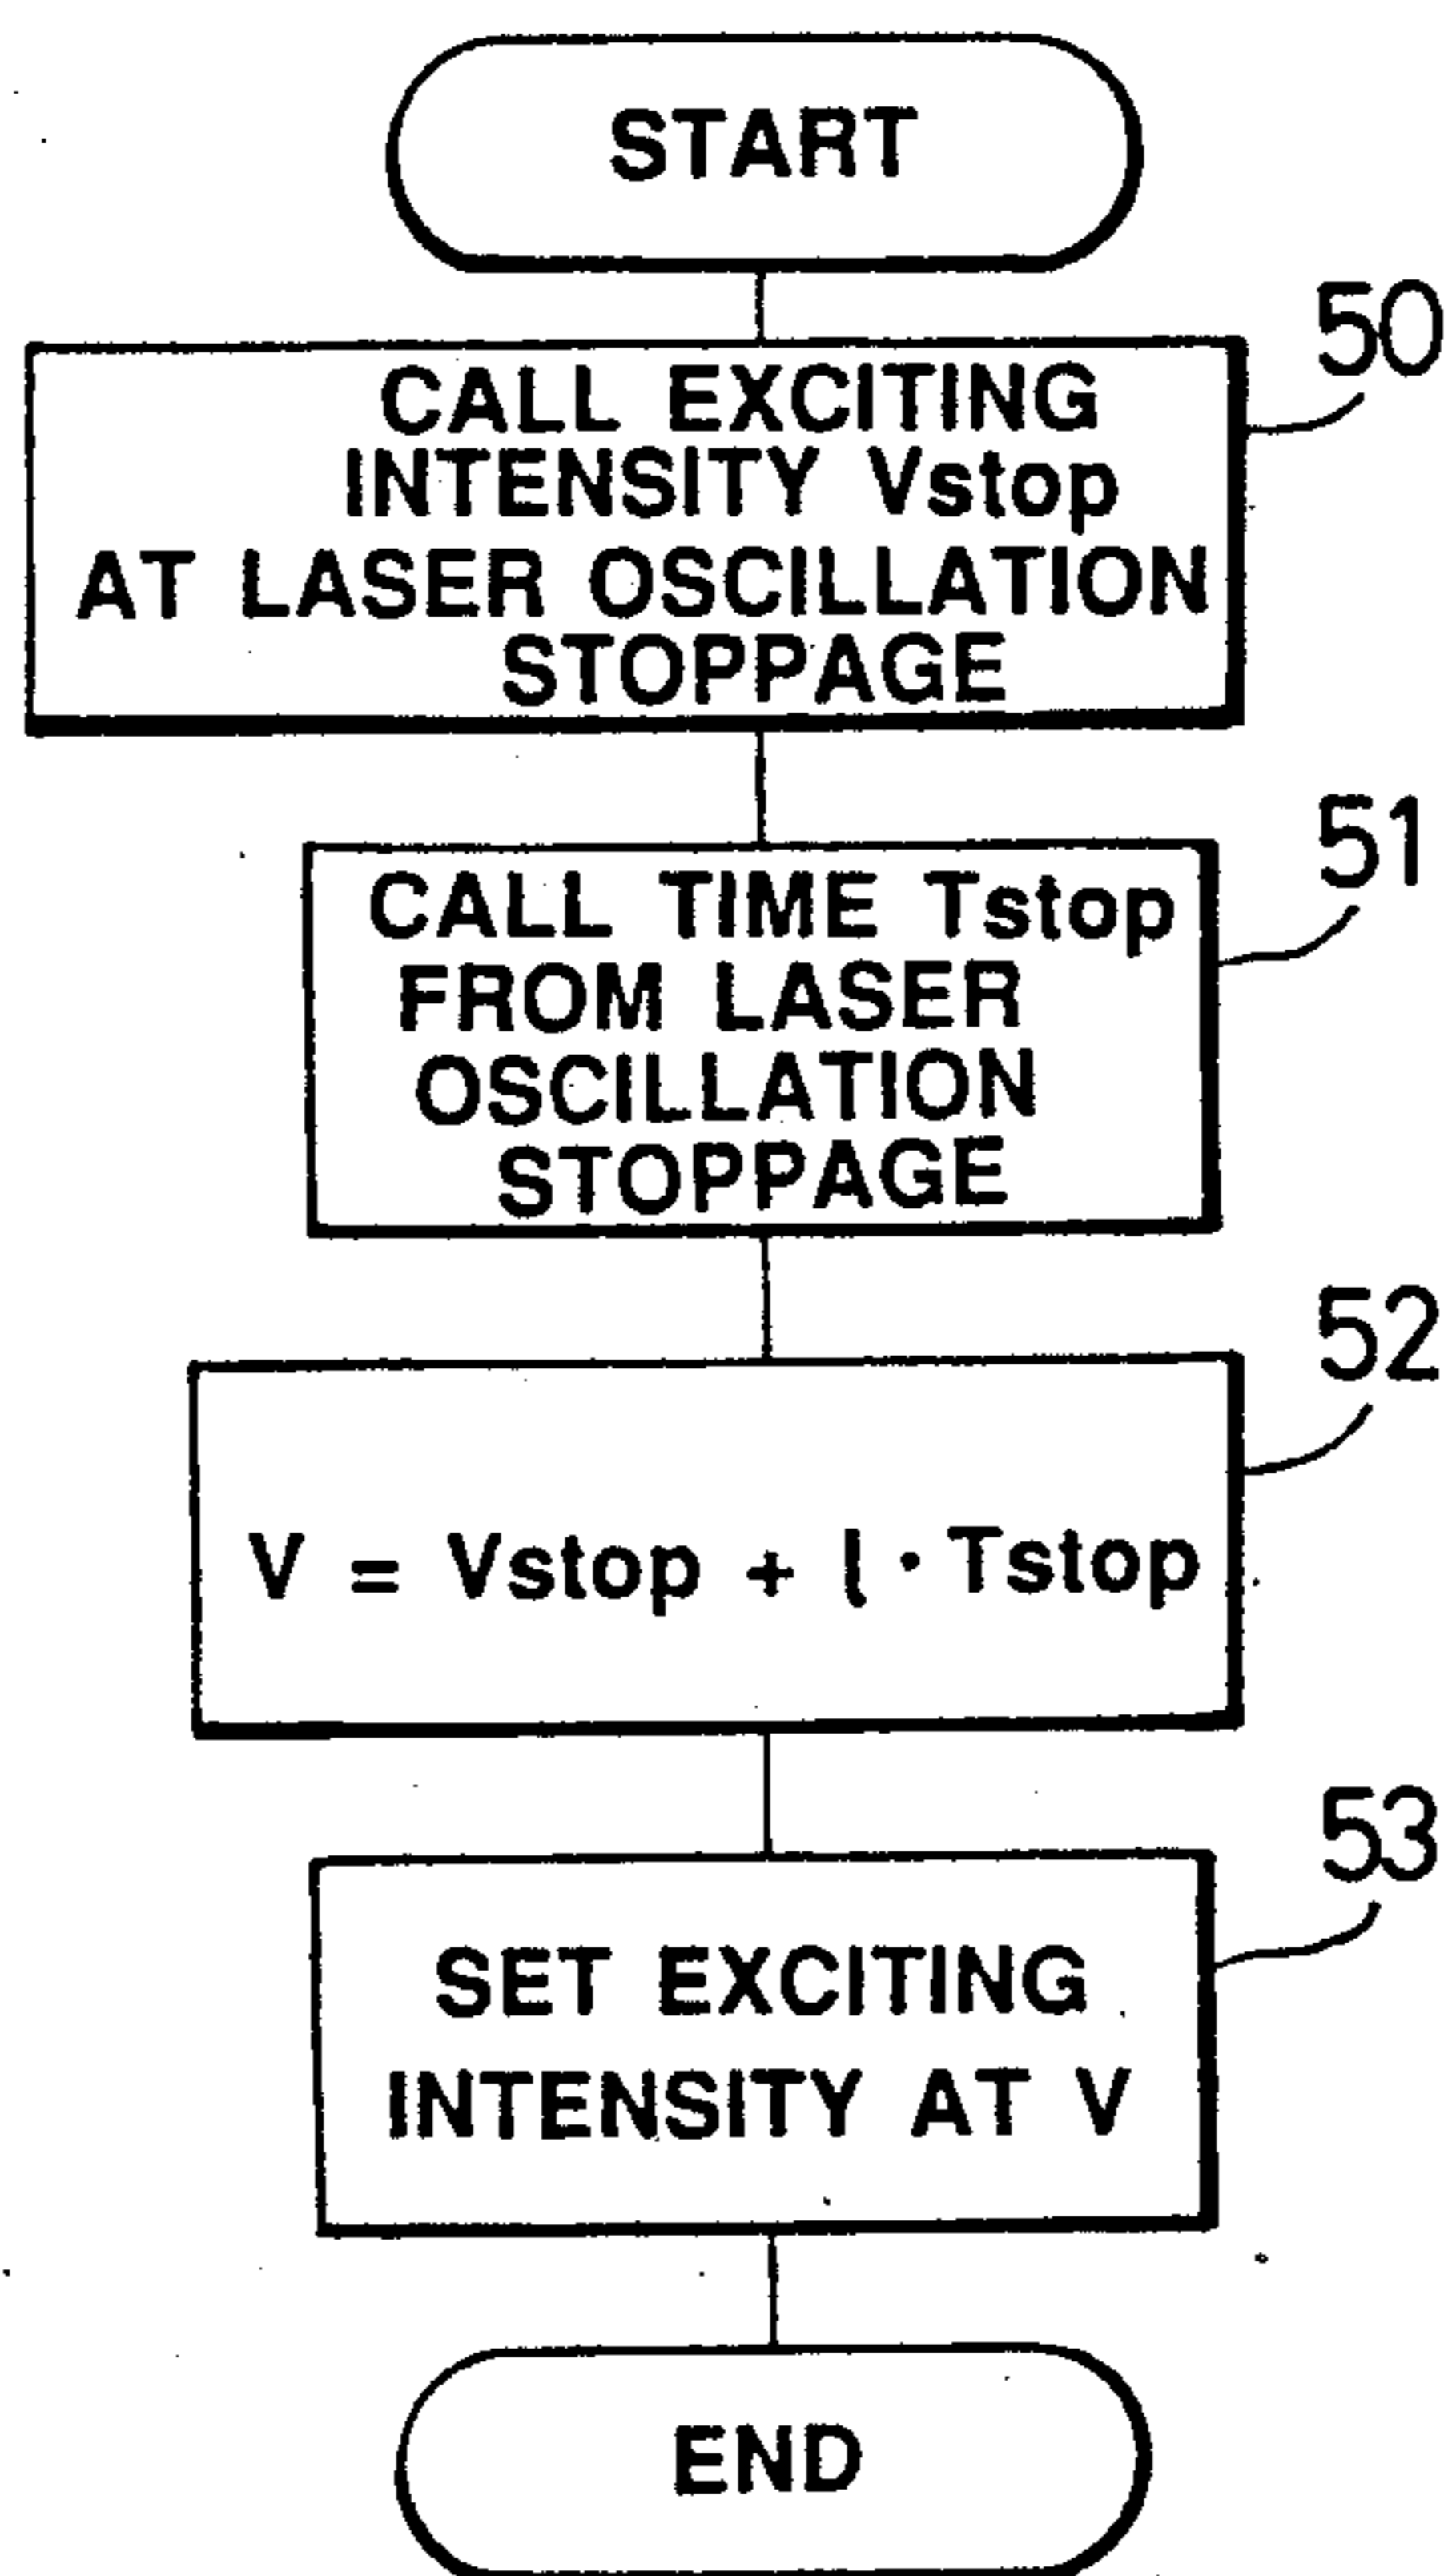 START
50
CALL EXCITING
INTENSITY Vstop
AT LASER OSCILLATION
STOPPAGE
51
CALL TIME Tstop
FROM LASER
OSCILLATION
STOPPAGE
52
V = Vstop + l · Tstop
53
SET EXCITING
INTENSITY AT V
END